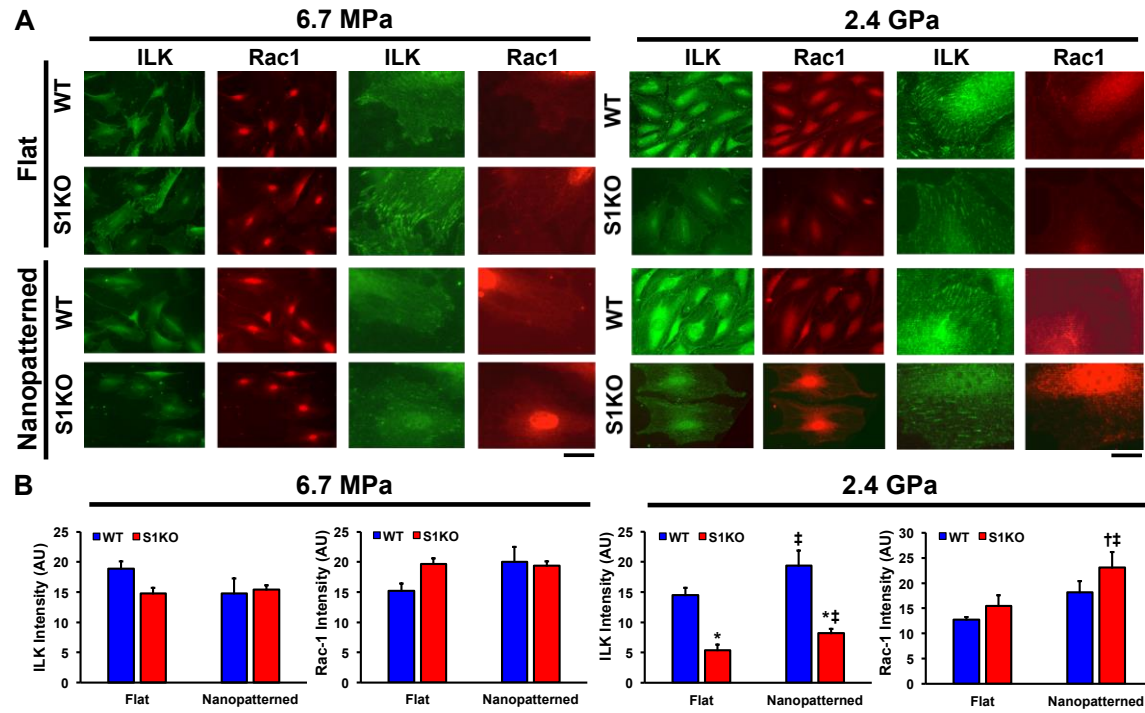 A
6.7 MPa
2.4 GPa
ILK Rac1 ILK Rac1
ILK Rac1 ILK Rac1
Flat
WT
S1KO
Nanopatterned
WT
S1KO
WT
S1KO
WT
S1KO
B
6.7 MPa
2.4 GPa
ILK Intensity (AU)
25
20
15
10
5
0
WT S1KO
Flat Nanopatterned
Rac-1 Intensity (AU)
25
20
15
10
5
0
WT S1KO
Flat Nanopatterned
ILK Intensity (AU)
25
20
15
10
5
0
WT S1KO
*
‡
*‡
Flat Nanopatterned
Rac-1 Intensity (AU)
30
25
20
15
10
5
0
WT S1KO
†‡
Flat Nanopatterned